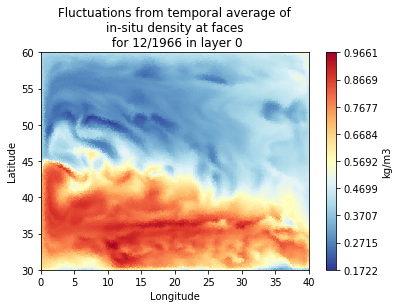 Fluctuations from temporal average of
in-situ density at faces
for 12/1966 in layer 0
60
55
50
45
40
35
30
Latitude
0 5 10 15 20 25 30 35 40
Longitude
0.9661
0.8669
0.7677
0.6684
0.5692
0.4699
0.3707
0.2715
0.1722
kg/m3